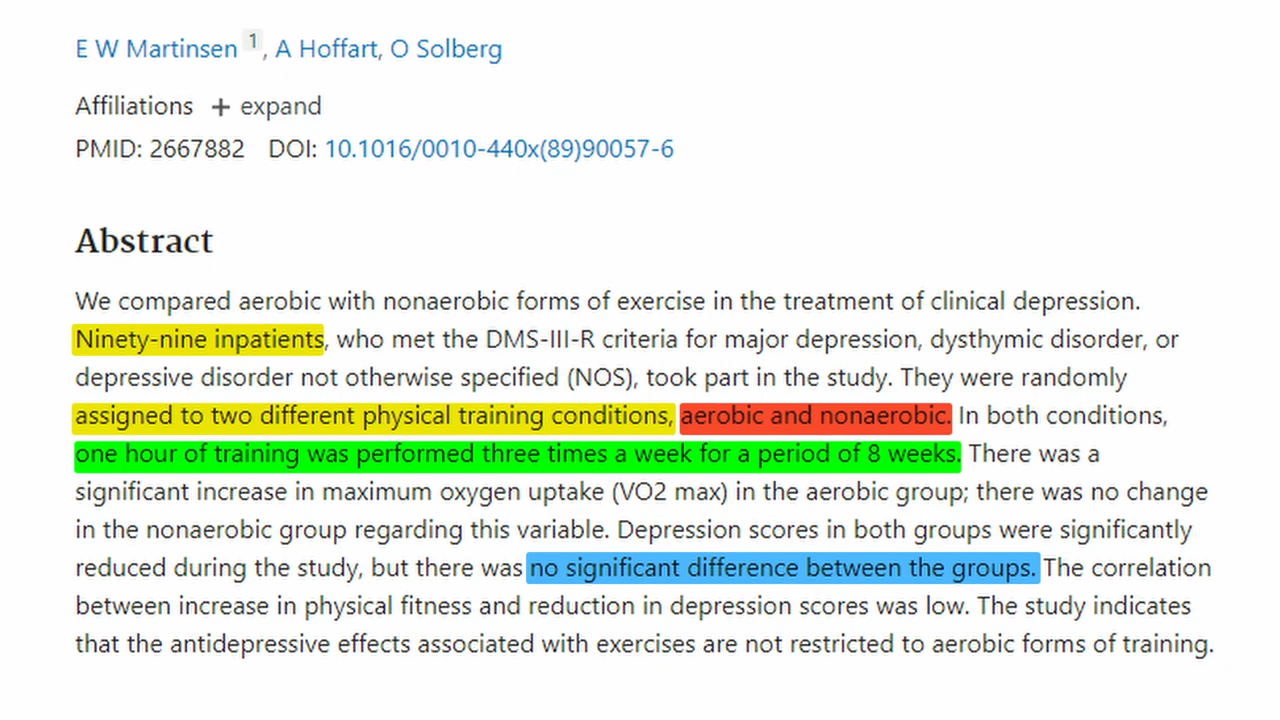 E W Martinsen 1, A Hoffart, O Solberg
Affiliations + expand
PMID: 2667882 DOI: 10.1016/0010-440x(89)90057-6
Abstract
We compared aerobic with nonaerobic forms of exercise in the treatment of clinical depression.
Ninety-nine inpatients, who met the DMS-III-R criteria for major depression, dysthymic disorder, or
depressive disorder not otherwise specified (NOS), took part in the study. They were randomly
assigned to two different physical training conditions, aerobic and nonaerobic. In both conditions,
one hour of training was performed three times a week for a period of 8 weeks. There was a
significant increase in maximum oxygen uptake (VO2 max) in the aerobic group; there was no change
in the nonaerobic group regarding this variable. Depression scores in both groups were significantly
reduced during the study, but there was no significant difference between the groups. The correlation
between increase in physical fitness and reduction in depression scores was low. The study indicates
that the antidepressive effects associated with exercises are not restricted to aerobic forms of training.